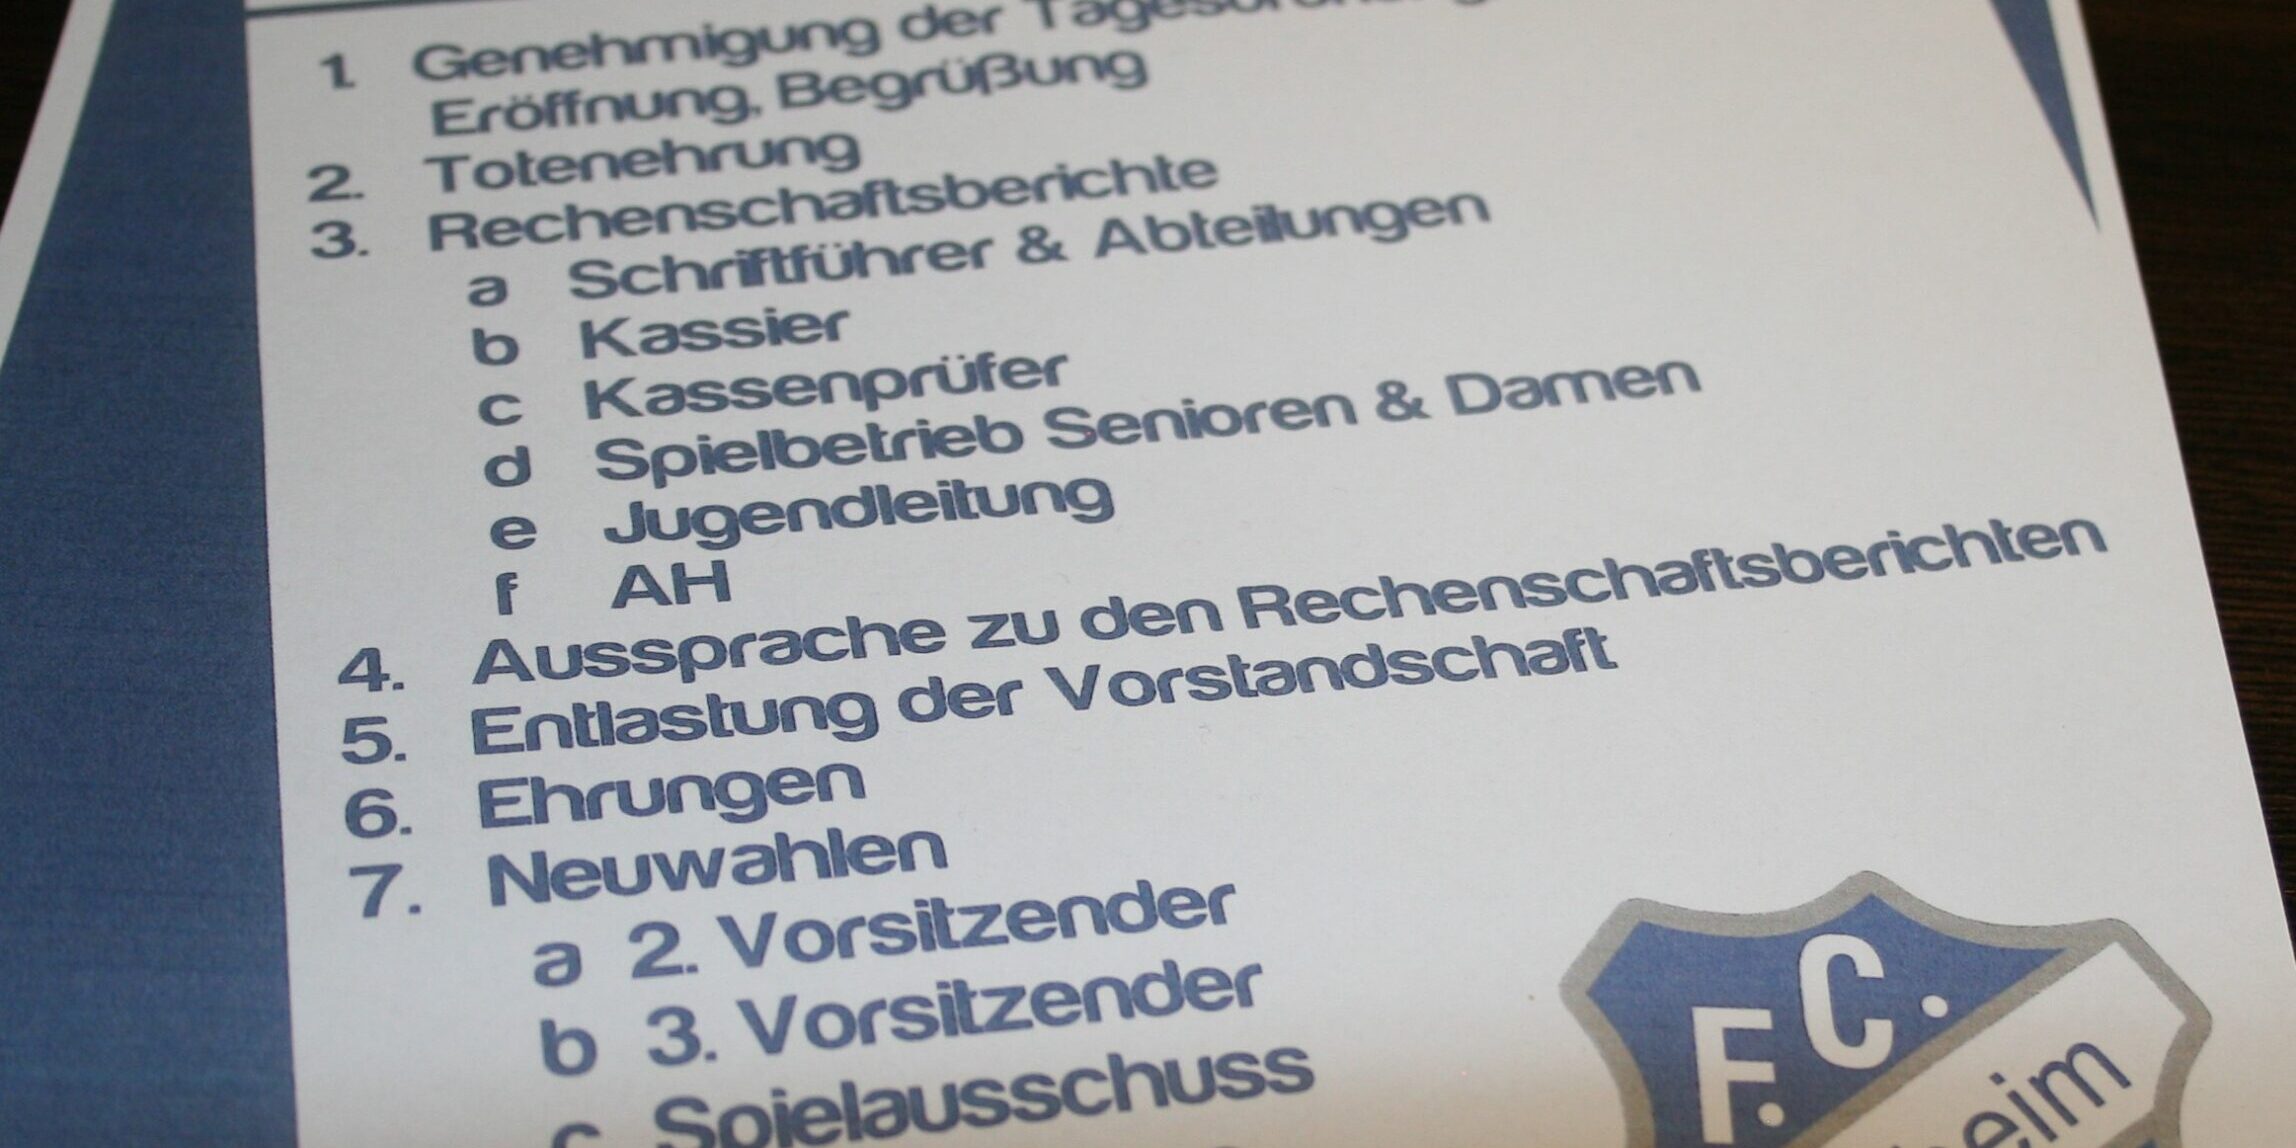 1. Genehmigung der Tagesordnung
Eröffnung, Begrüßung
2. Totenehrung
3. Rechenschaftsberichte
a Schriftführer & Abteilungen
b Kassier
c Kassenprüfer
d Spielbetrieb Senioren & Damen
e Jugendleitung
f AH
4. Aussprache zu den Rechenschaftsberichten
5. Entlastung der Vorstandschaft
6. Ehrungen
7. Neuwahlen
a 2. Vorsitzender
b 3. Vorsitzender
c Spielausschuss
F.C.